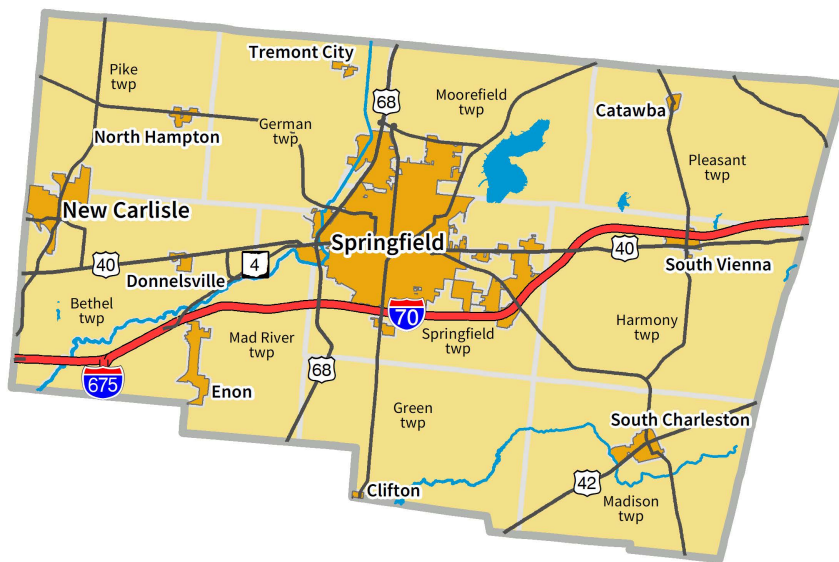 Tremont City
Pike
twp
68
Moorefield
twp
Catawba
North Hampton
German
twp
Pleasant
twp
New Carlisle
Springfield
40
4
40
South Vienna
Donnelsville
Bethel
twp
70
Mad River
twp
Springfield
twp
Harmony
twp
675
68
Enon
Green
twp
South Charleston
42
Clifton
Madison
twp